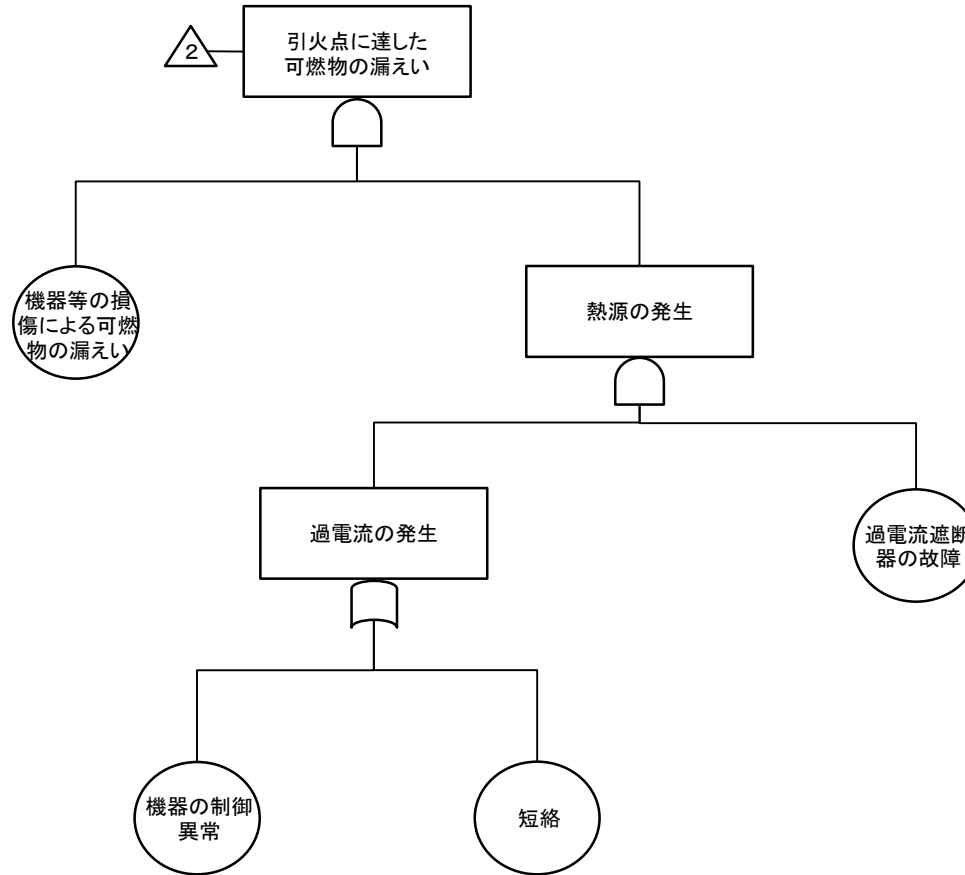 2
引火点に達した
可燃物の漏えい
機器等の損
傷による可燃
物の漏えい
熱源の発生
過電流の発生
過電流遮断
器の故障
機器の制御
異常
短絡